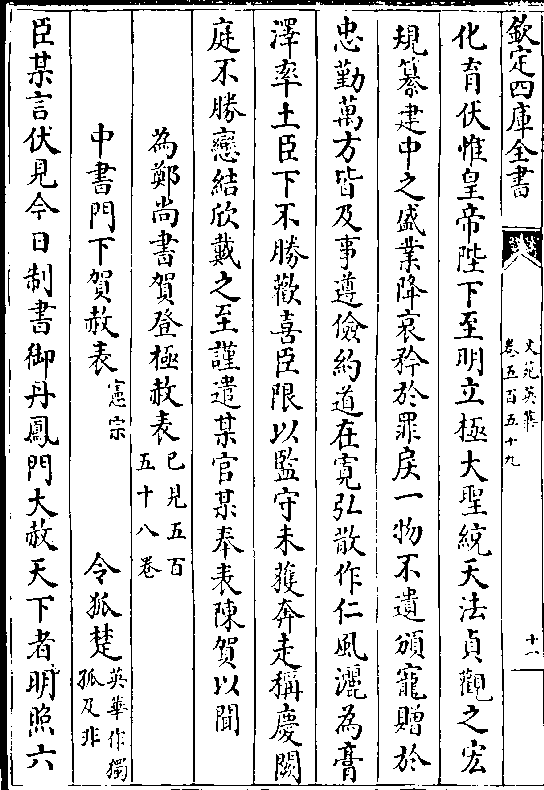 欽定四庫全書
文苑英華
卷五百五十九
十一
化育伏惟皇帝陛下至明立極大聖統天法貞觀之宏
規纂建中之盛業降哀矜於罪戾一物不遺頒寵贈於
忠勤萬方皆及事遵儉約道在寛弘散作仁風灑為膏
澤率土臣下不勝歡喜臣限以監守未獲奔走稱慶闕
庭不勝戀結欣戴之至謹遣某官某奉表陳賀以聞
為鄭尚書賀登極赦表已見五百五十八卷
中書門下賀赦表憲宗 令狐楚英華作獨孤及非
臣某言伏見今日制書御丹鳳門大赦天下者明照六